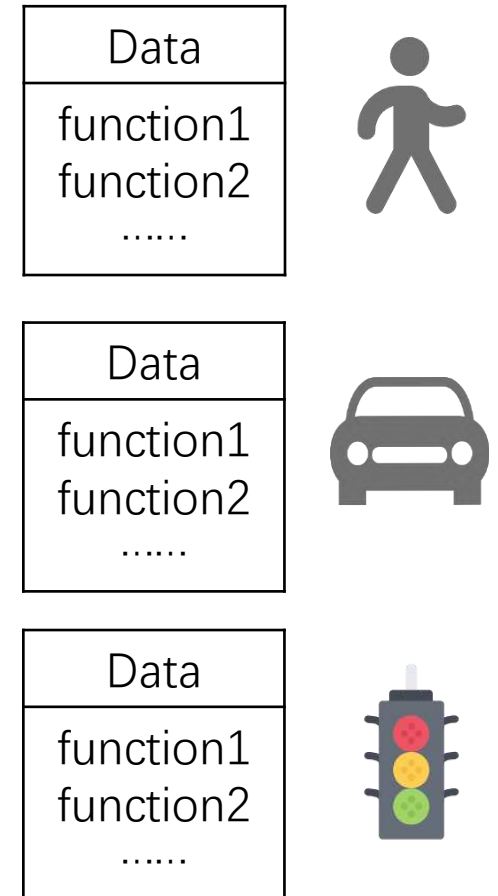 Data
function1
function2
......
Data
function1
function2
......
Data
function1
function2
......